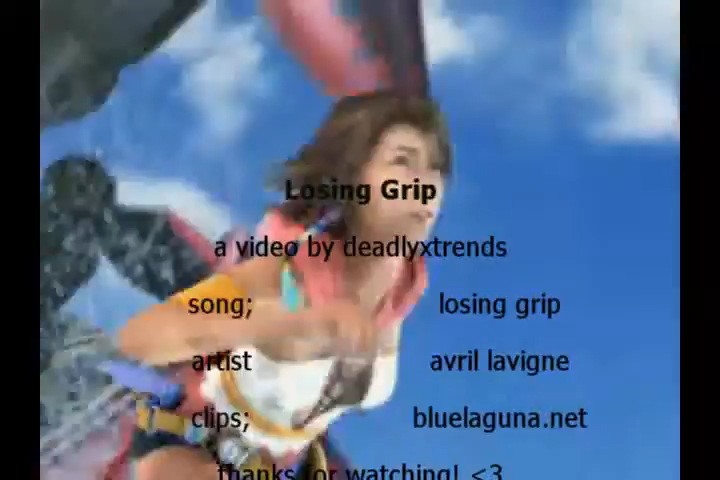 Losing Grip
a video by deadlyxtrends
song; losing grip
artist avril lavigne
clips; bluelaguna.net
thanks for watching! <3